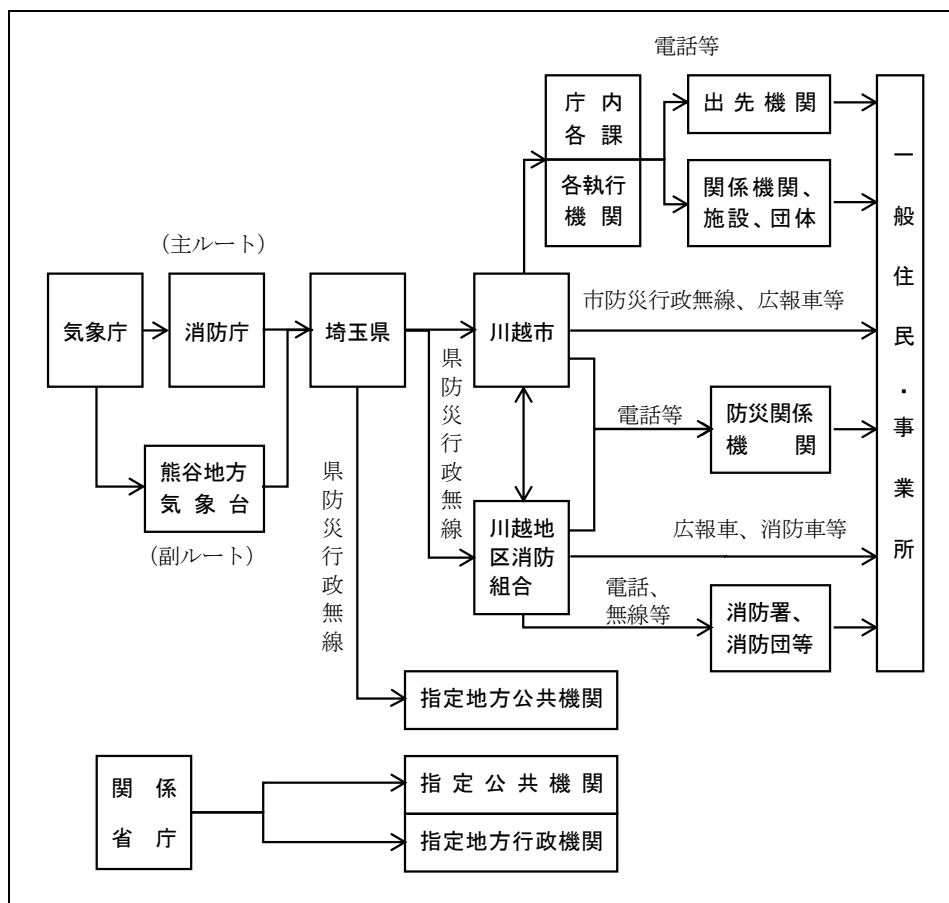 電話等
庁内
各課
各執行
機関
出先機関
関係機関、
施設、団体
一般住民・事業所
(主ルート)
気象庁
消防庁
埼玉県
川越市
市防災行政無線、広報車等
県防災行政無線
電話等
防災関係
機関
熊谷地方
気象台
(副ルート)
県防災行政無線
川越地
区消防
組合
広報車、消防車等
電話、
無線等
消防署、
消防団等
指定地方公共機関
関係
省庁
指定公共機関
指定地方行政機関